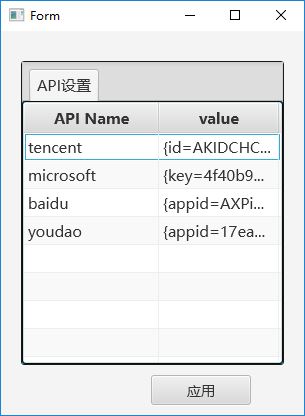 Form
API设置
API Name value
tencent {id=AKIDCHC...
microsoft {key=4f40b9...
baidu {appid=AXPi...
youdao {appid=17ea...
应用